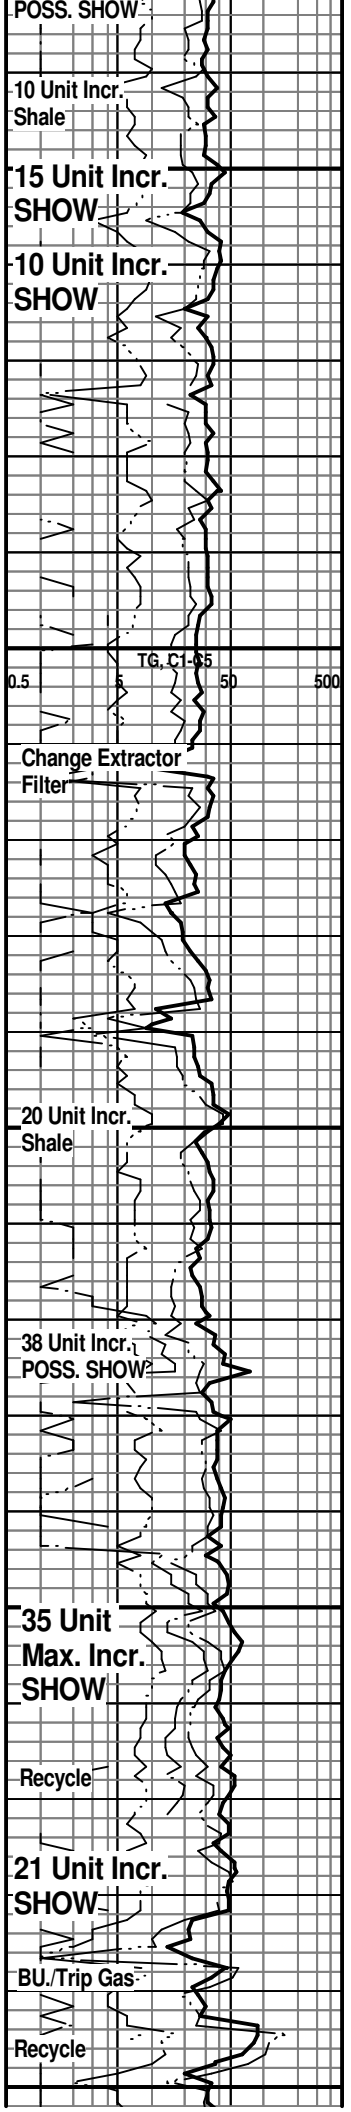 POSS. SHOW
10 Unit Incr.
Shale
15 Unit Incr.
SHOW
10 Unit Incr.
SHOW
TG, C1-C5
0.5 5 50 500
Change Extractor
Filter
20 Unit Incr.
Shale
38 Unit Incr.
POSS. SHOW
35 Unit
Max. Incr.
SHOW
Recycle
21 Unit Incr.
SHOW
BU./Trip Gas
Recycle